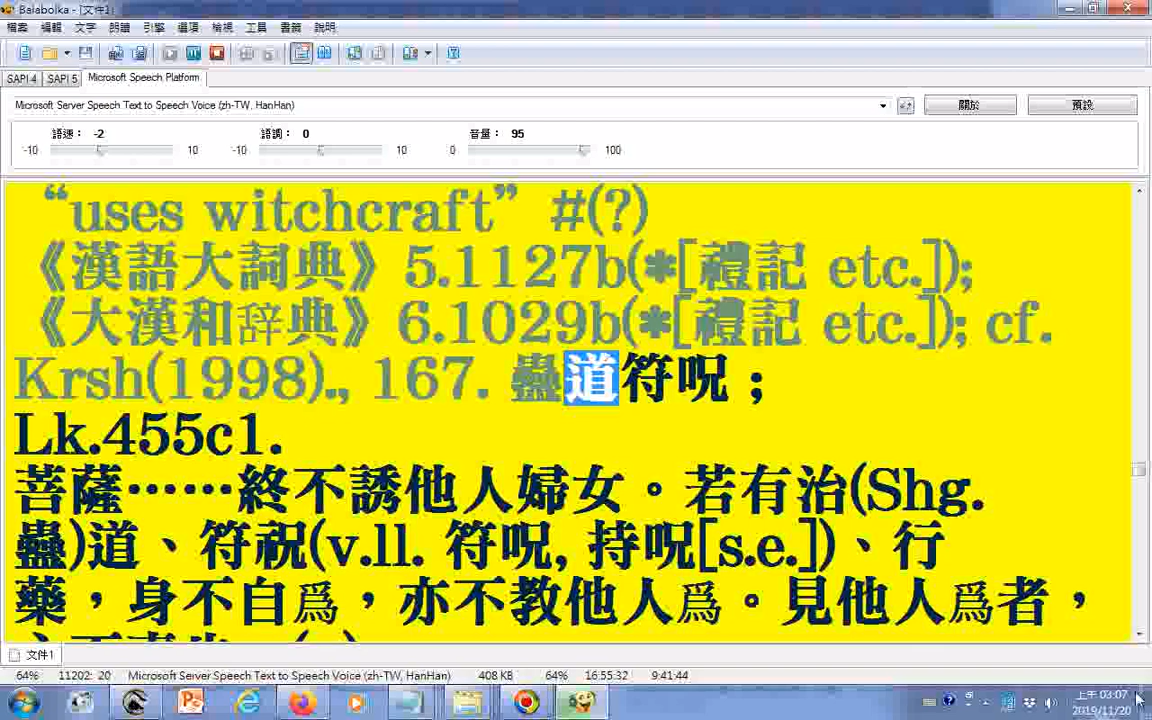 Balabolka - [文件1]
檔案 編輯 文字 朗讀 引擎 選項 檢視 工具 書籤 說明
SAPI 4 SAPI 5 Microsoft Speech Platform
Microsoft Server Speech Text to Speech Voice (zh-TW, HanHan) 關於 預設
語速： -2 語調： 0 音量： 95
-10 10 -10 10 0 100
“uses witchcraft” #(?)
《漢語大詞典》 5.1127b(*[禮記 etc.]);
《大漢和辞典》 6.1029b(*[禮記 etc.]); cf.
Krsh(1998)., 167. 蠱道符呪；
Lk.455c1.
菩薩……終不誘他人婦女。若有治(Shg.
蠱)道、符祝(v.ll. 符呪, 持呪[s.e.])、行
藥，身不自爲，亦不教他人爲。見他人爲者，
文件1
64% 11202: 20 Microsoft Server Speech Text to Speech Voice (zh-TW, HanHan) 408 KB 64% 16:55:32 9:41:44
上午 03:07
2019/11/20